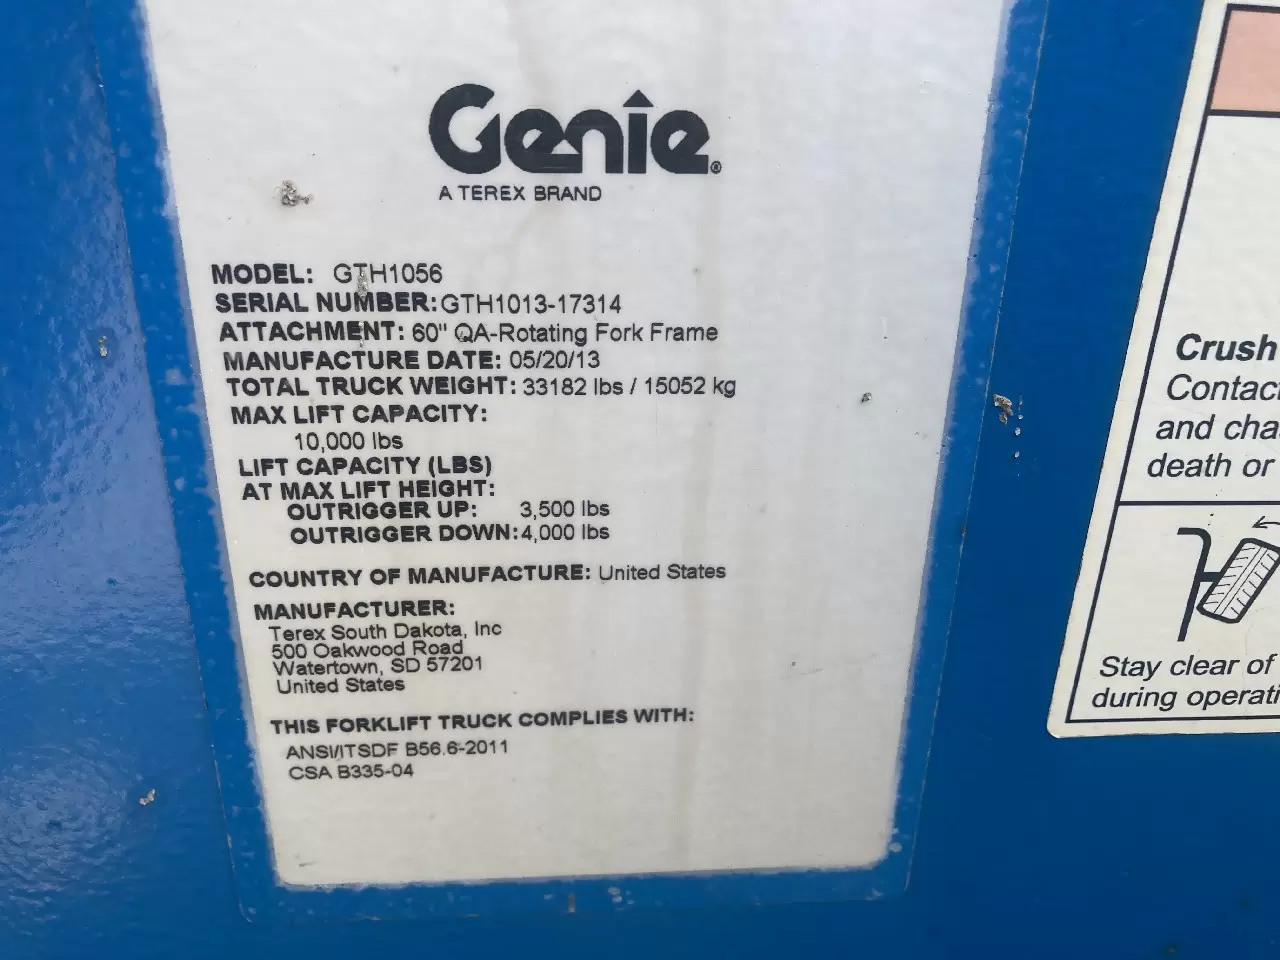 Genie®
A TEREX BRAND
MODEL: GTH1056
SERIAL NUMBER: GTH1013-17314
ATTACHMENT: 60" QA-Rotating Fork Frame
MANUFACTURE DATE: 05/20/13
TOTAL TRUCK WEIGHT: 33182 lbs / 15052 kg
MAX LIFT CAPACITY:
10,000 lbs
LIFT CAPACITY (LBS)
AT MAX LIFT HEIGHT:
OUTRIGGER UP: 3,500 lbs
OUTRIGGER DOWN: 4,000 lbs
COUNTRY OF MANUFACTURE: United States
MANUFACTURER:
Terex South Dakota, Inc
500 Oakwood Road
Watertown, SD 57201
United States
THIS FORKLIFT TRUCK COMPLIES WITH:
ANSI/ITSDF B56.6-2011
CSA B335-04
Crush
Contac
and cha
death or
Stay clear of
during operati